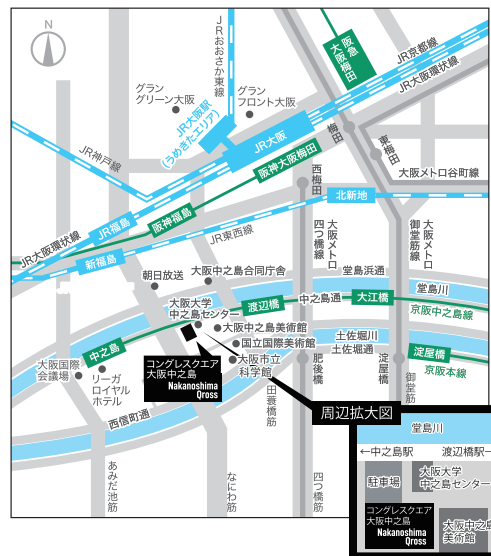 N
JRおおさか東線
阪急
大阪梅田
JR京都線
JR大阪環状線
グラン
グリーン大阪
JR大阪駅
(うめきたエリア)
グラン
フロント大阪
JR大阪
梅田
東梅田
JR神戸線
阪神大阪梅田
西梅田
大阪メトロ谷町線
北新地
JR福島
阪神福島
JR大阪環状線
JR東西線
新福島
大阪メトロ
四つ橋線
大阪メトロ
御堂筋線
朝日放送
大阪中之島合同庁舎
堂島浜通
堂島川
大阪大学
中之島センター
渡辺橋
中之島通
大江橋
京阪中之島線
大阪中之島美術館
国立国際美術館
土佐堀川
土佐堀通
中之島
大阪市立
科学館
肥後橋
淀屋橋
淀屋橋
京阪本線
コングレスクエア
大阪中之島
Nakanoshima
Qross
大阪国際
会議場
リーガ
ロイヤル
ホテル
田蓑橋筋
御堂筋
周辺拡大図
西信町通
あみだ池筋
なにわ筋
四つ橋筋
堂島川
←中之島駅
渡辺橋駅
駐車場
大阪大学
中之島センター
コングレスクエア
大阪中之島
Nakanoshima
Qross
大阪中之島
美術館